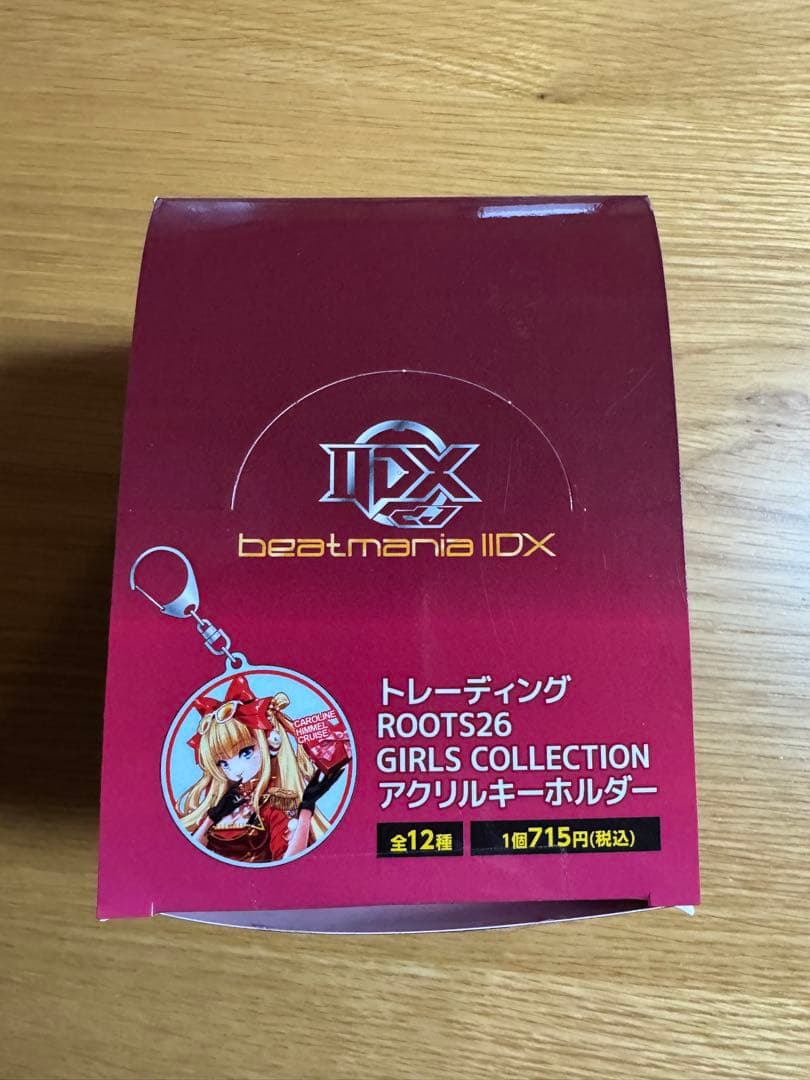 IIDX
beatmania IIDX
CAROLINE
HIMMEL
CRUISE
トレーディング
ROOTS26
GIRLS COLLECTION
アクリルキーホルダー
全12種
1個715円(税込)